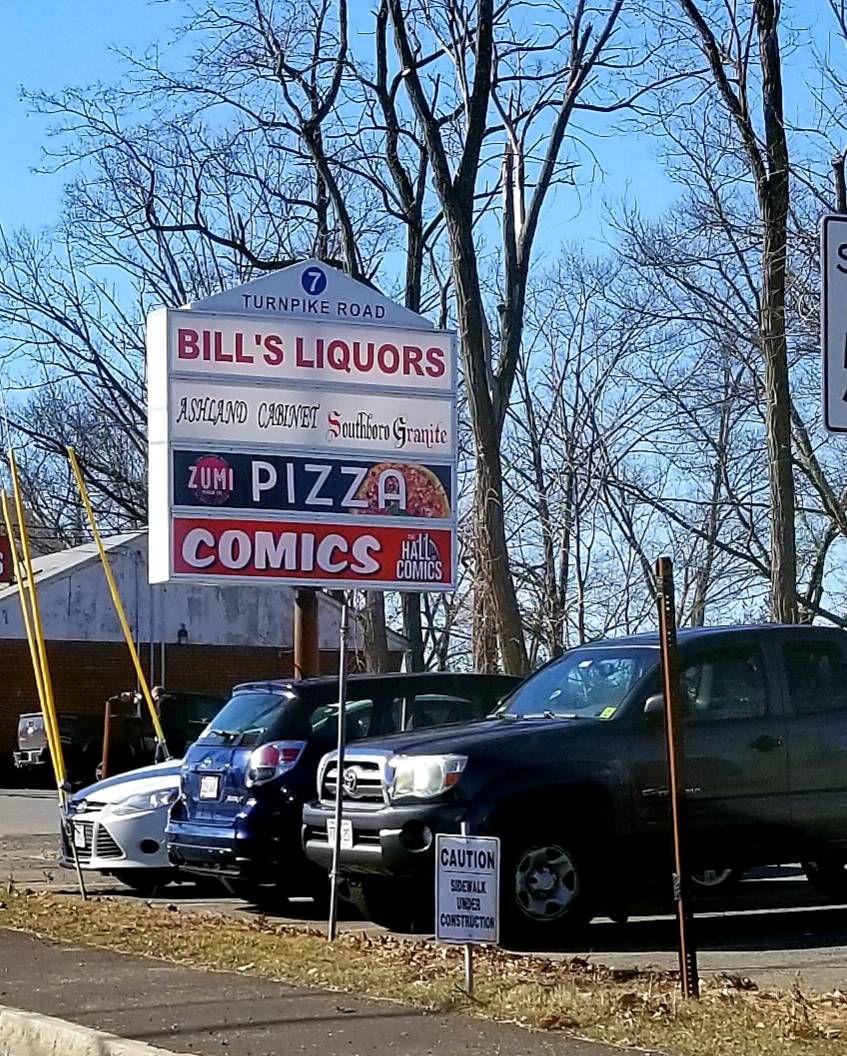 7
TURNPIKE ROAD
BILL'S LIQUORS
ASHLAND CABINET Southboro Granite
ZUMI PIZZA
COMICS THE HALL OF COMICS
CAUTION
SIDEWALK
UNDER
CONSTRUCTION
S